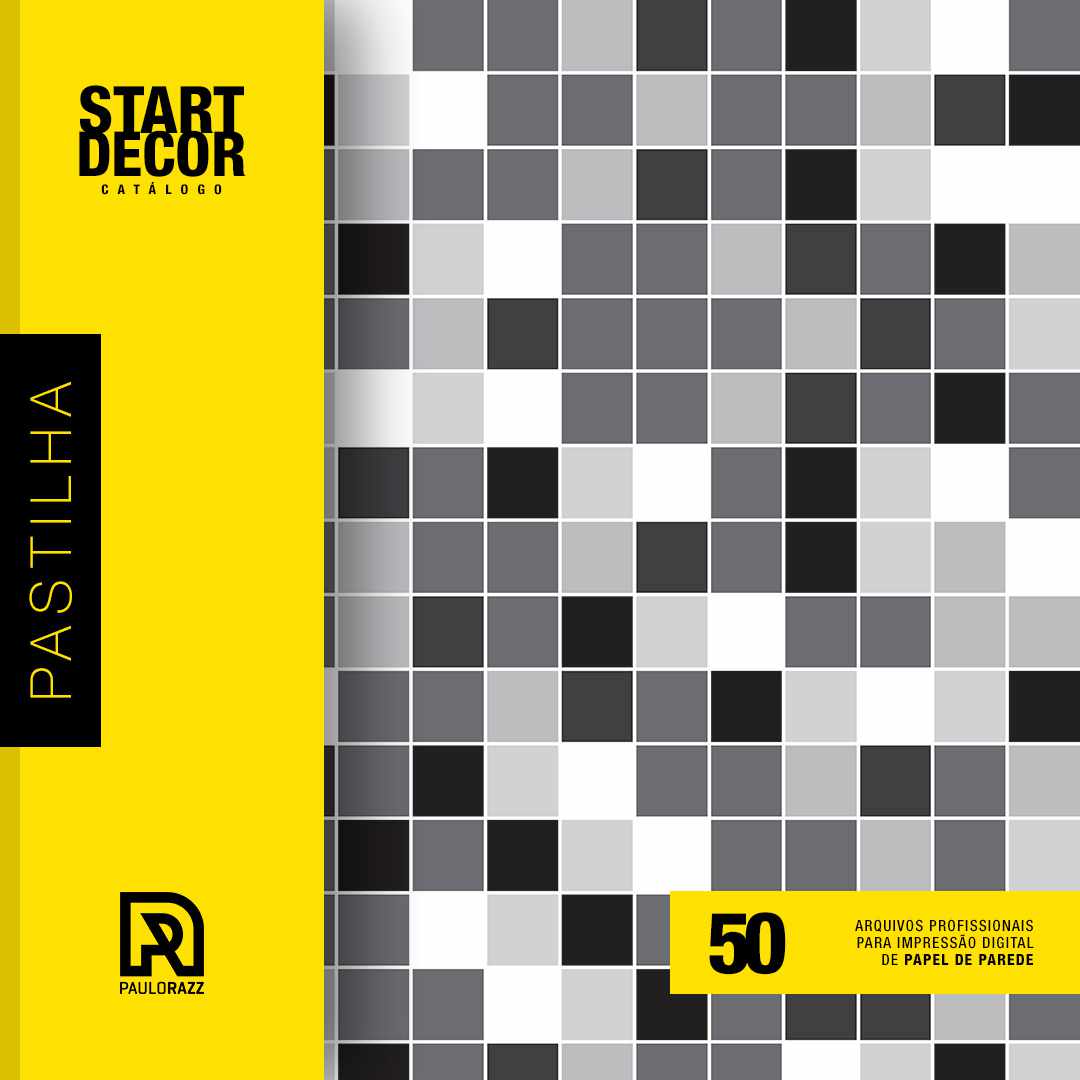 START
DECOR
CATÁLOGO
PASTILHA
PAULORAZZ
50
ARQUIVOS PROFISSIONAIS
PARA IMPRESSÃO DIGITAL
DE PAPEL DE PAREDE